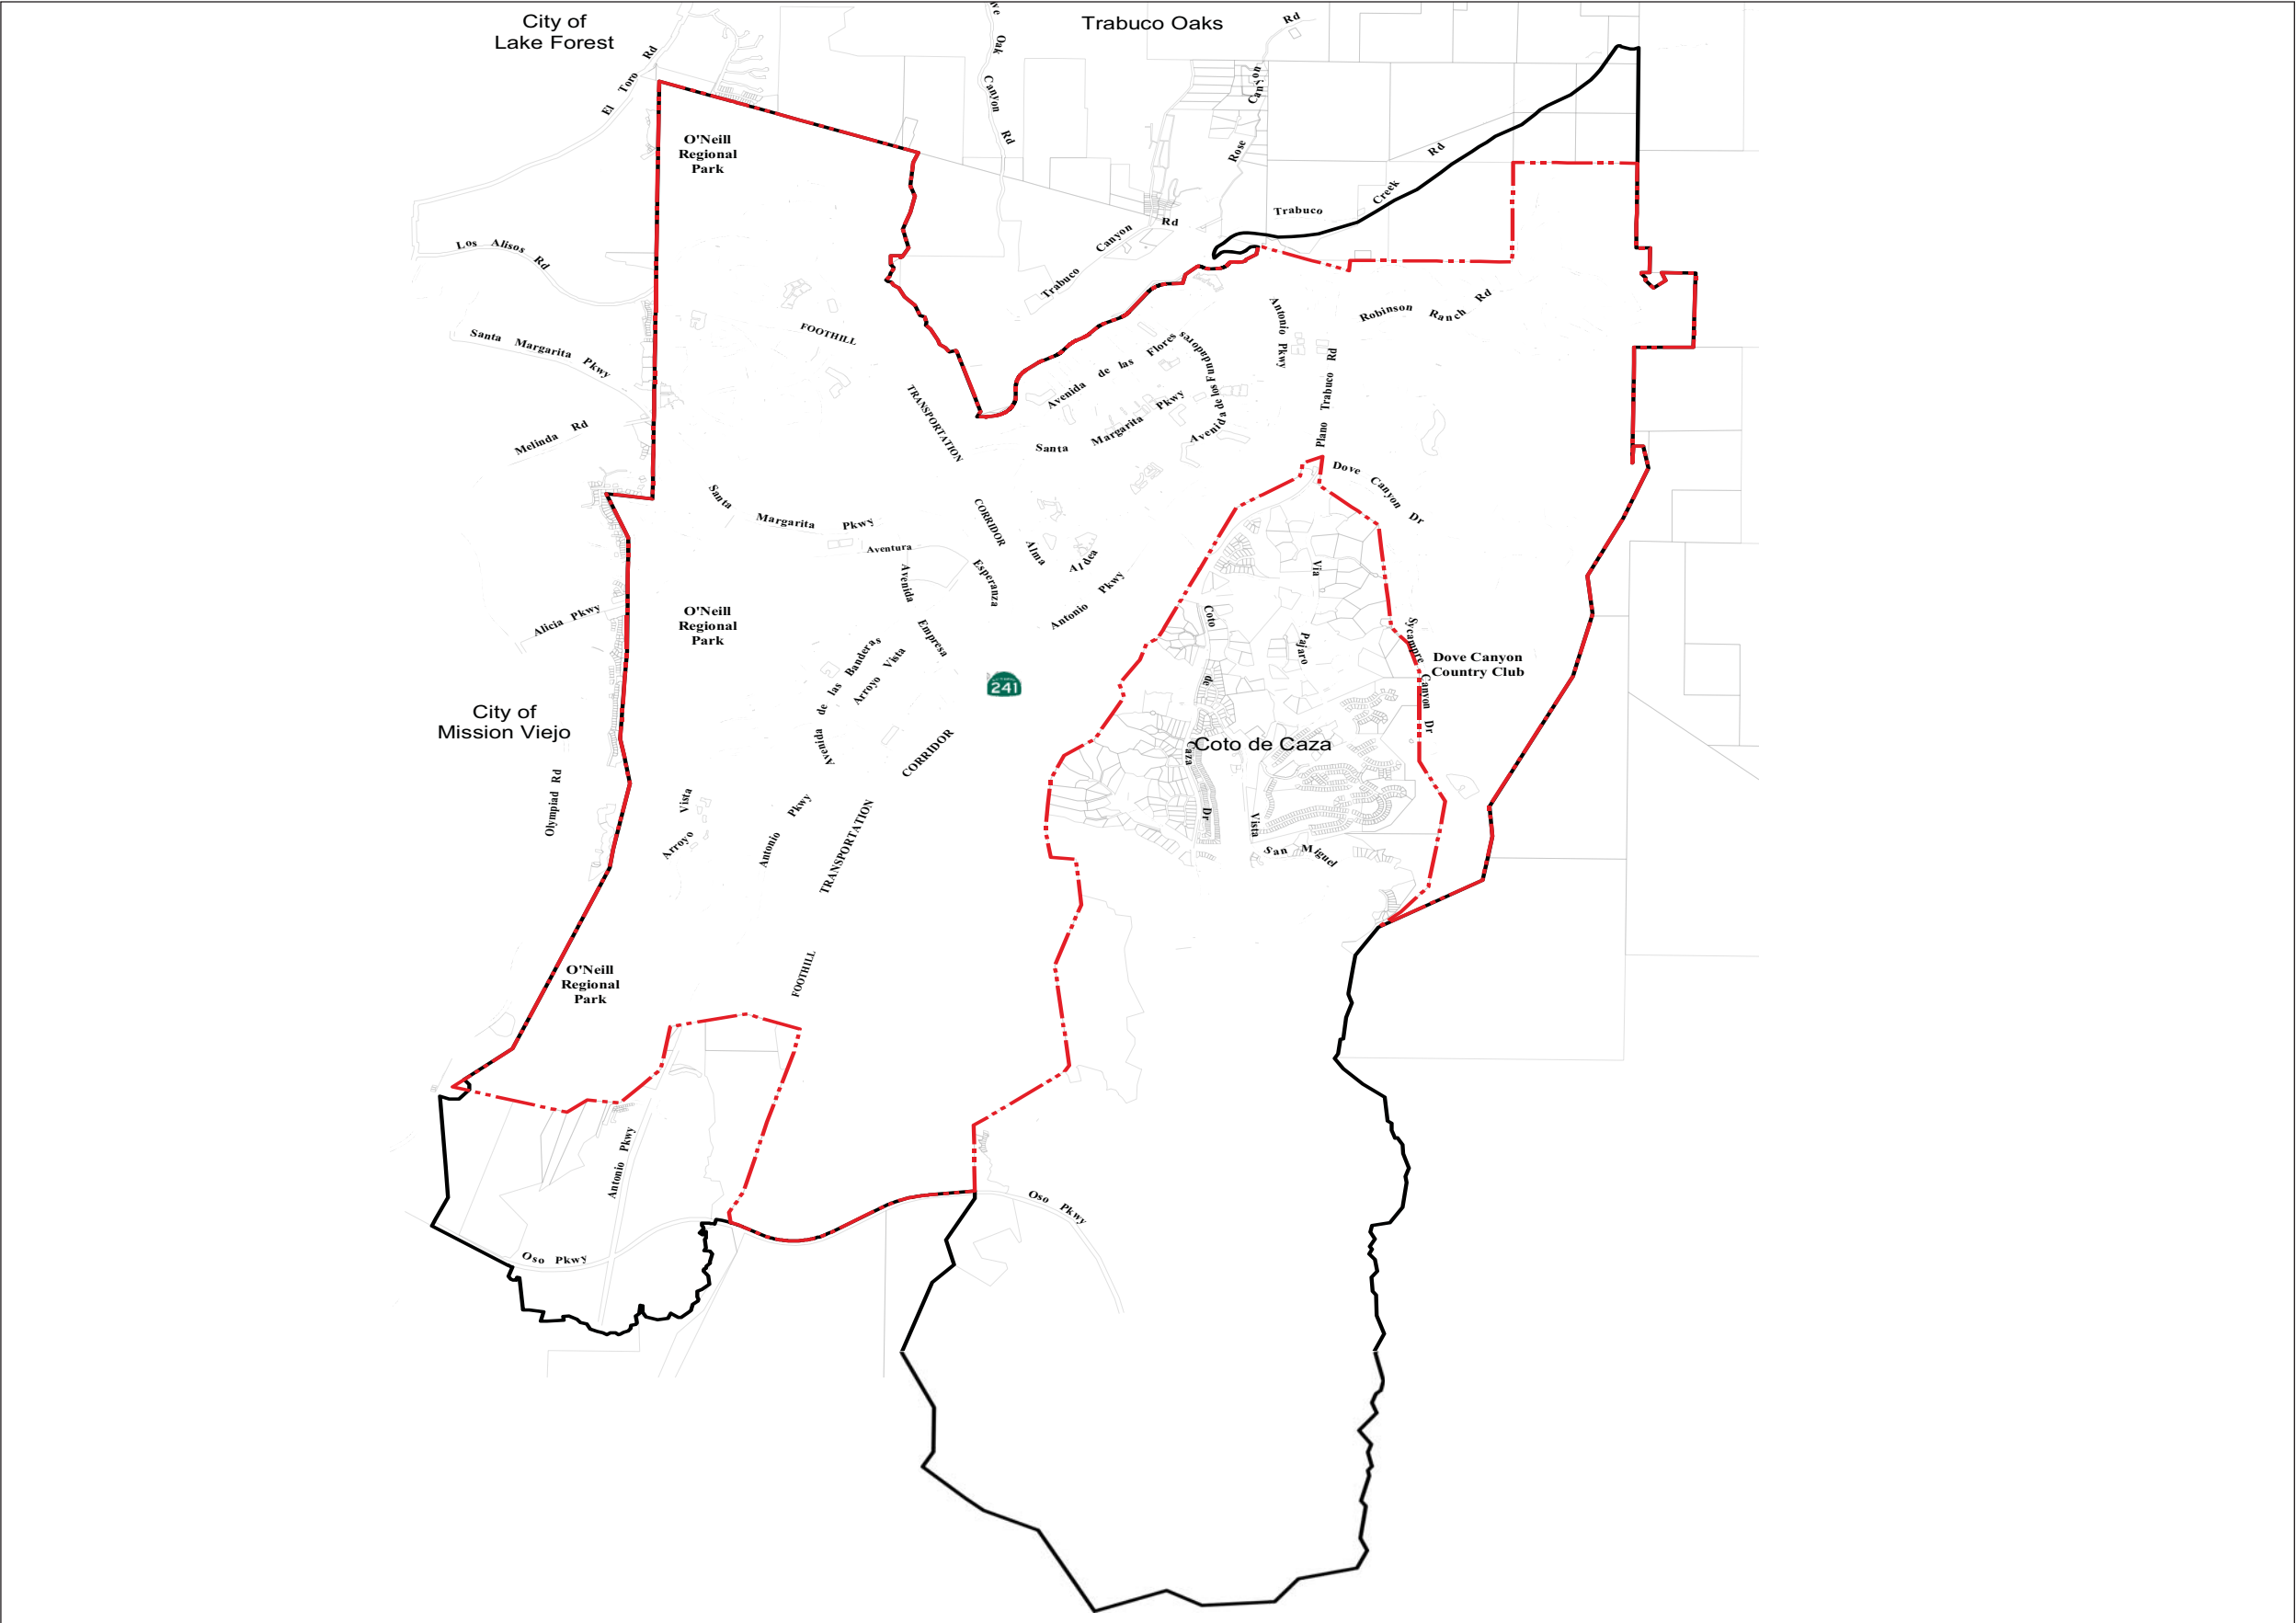 City of
Lake Forest
Trabuco Oaks
El Toro Rd
Oak Canyon Rd
Rose Canyon Rd
O'Neill
Regional
Park
Trabuco Creek Rd
Trabuco Canyon Rd
Los Alisos Rd
Santa Margarita Pkwy
Melinda Rd
FOOTHILL
TRANSPORTATION
CORRIDOR
Avenida de las Flores
Avenida de los Fundadores
Santa Margarita Pkwy
Antonio Pkwy
Plano Trabuco Rd
Robinson Ranch Rd
Dove Canyon Dr
Santa Margarita Pkwy
Aventura
Avenida Empresa
Esperanza
Alma Aldea
Antonio Pkwy
Alicia Pkwy
O'Neill
Regional
Park
Avenida de las Banderas
Arroyo Vista
241
Coto de Caza Dr
Via Pajaro
Sycampre Canyon Dr
Dove Canyon
Country Club
City of
Mission Viejo
Coto de Caza
Olympiad Rd
Arroyo Vista
Antonio Pkwy
CORRIDOR
TRANSPORTATION
FOOTHILL
Vista
San Miguel
O'Neill
Regional
Park
Antonio Pkwy
Oso Pkwy
Oso Pkwy